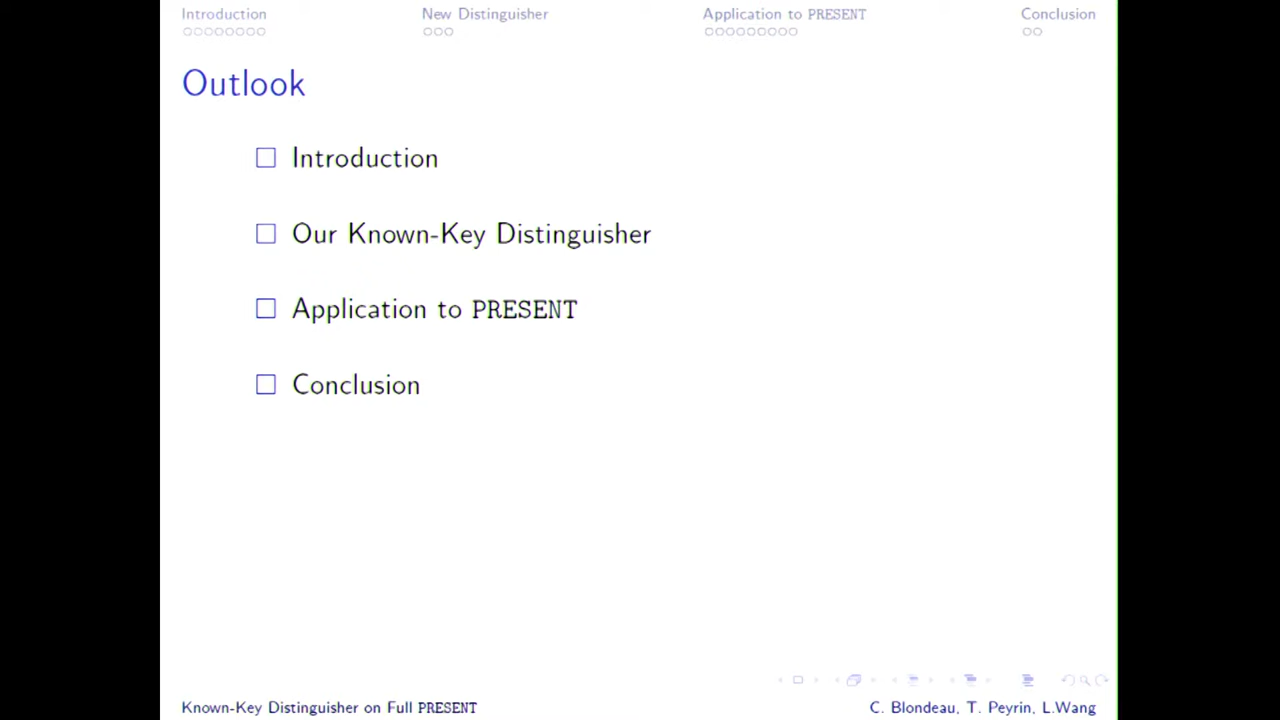 Introduction New Distinguisher Application to PRESENT Conclusion
Outlook
Introduction
Our Known-Key Distinguisher
Application to PRESENT
Conclusion
Known-Key Distinguisher on Full PRESENT C. Blondeau, T. Peyrin, L.Wang